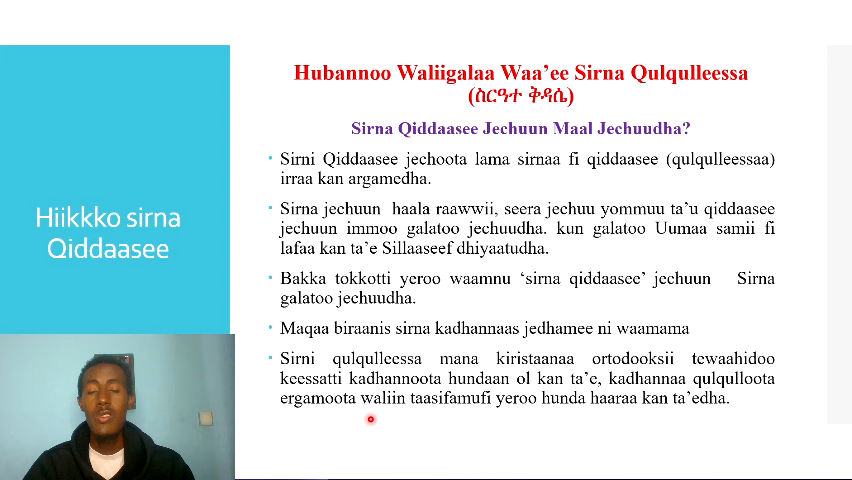 Hiikkko sirna
Qiddaasee
Hubannoo Waliigalaa Waa’ee Sirna Qulqulleessa
(ስርዓተ ቅዳሴ)
Sirna Qiddaasee Jechuun Maal Jechuudha?
• Sirni Qiddaasee jechoota lama sirnaa fi qiddaasee (qulqulleessaa)
irraa kan argamedha.
• Sirna jechuun haala raawwii, seera jechuu yommuu ta’u qiddaasee
jechuun immoo galatoo jechuudha. kun galatoo Uumaa samii fi
lafaa kan ta’e Sillaaseef dhiyaatudha.
• Bakka tokkotti yeroo waamnu ‘sirna qiddaasee’ jechuun Sirna
galatoo jechuudha.
• Maqaa biraanis sirna kadhannaas jedhamee ni waamama
• Sirni qulqulleessa mana kiristaanaa ortodooksii tewaahidoo
keessatti kadhannoota hundaan ol kan ta’e, kadhannaa qulqulloota
ergamoota waliin taasifamufi yeroo hunda haaraa kan ta’edha.